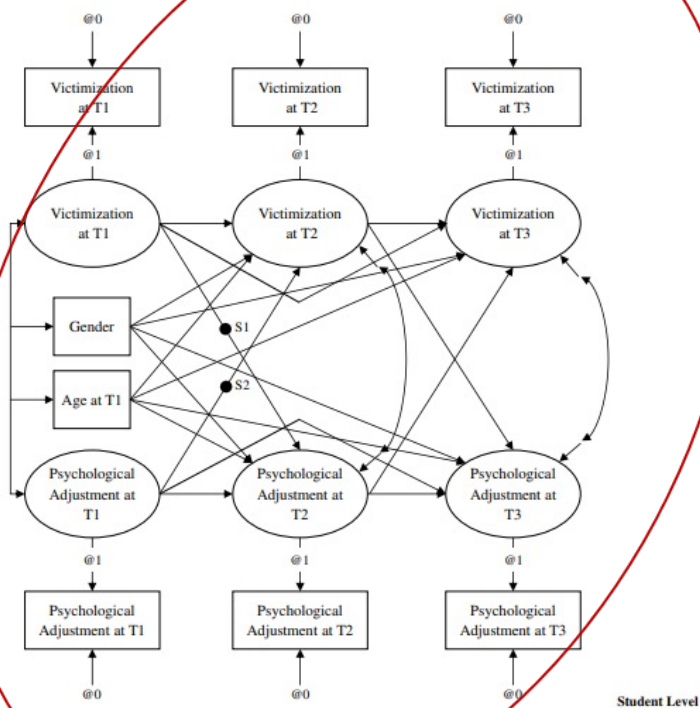 @0
@0
@0
Victimization
at T1
Victimization
at T2
Victimization
at T3
@1
@1
@1
Victimization
at T1
Victimization
at T2
Victimization
at T3
Gender
S1
Age at T1
S2
Psychological
Adjustment at
T1
Psychological
Adjustment at
T2
Psychological
Adjustment at
T3
@1
@1
@1
Psychological
Adjustment at T1
Psychological
Adjustment at T2
Psychological
Adjustment at T3
@0
@0
@0
Student Level